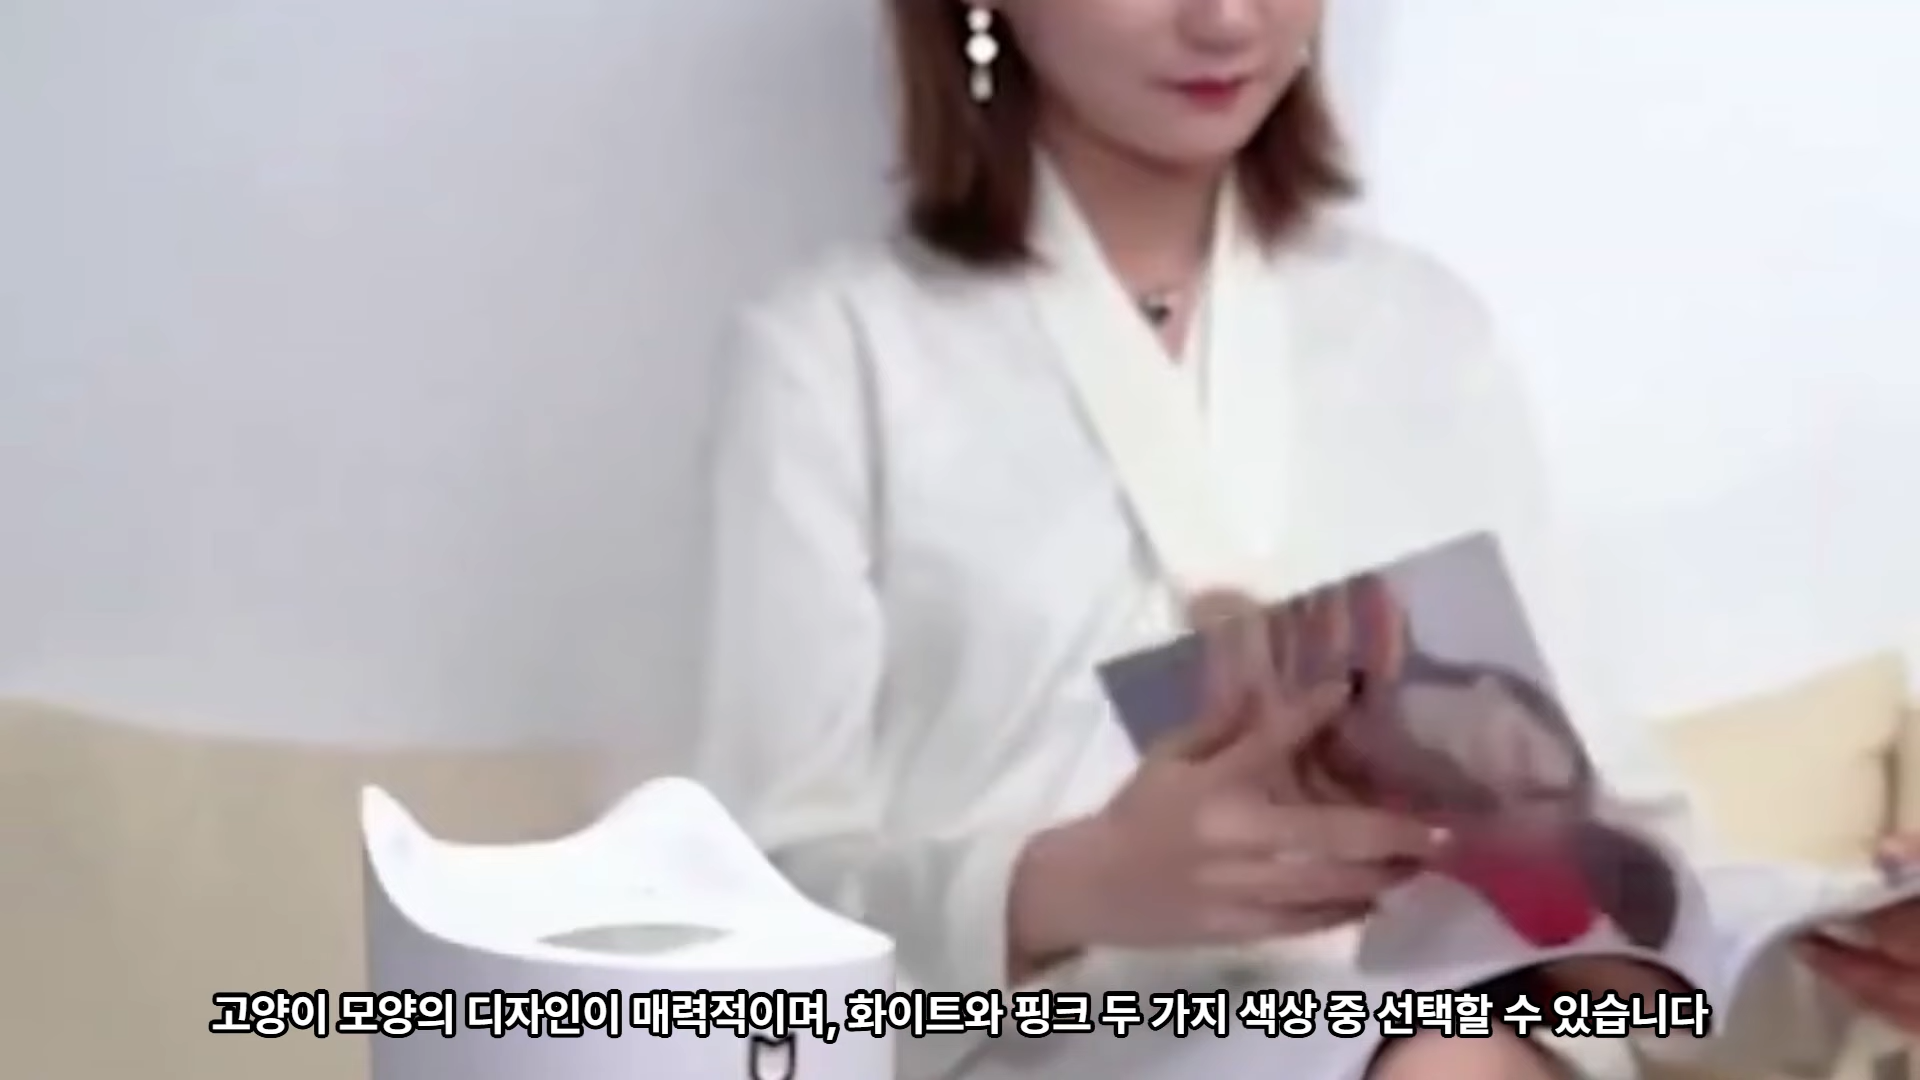 고양이 모양의 디자인이 매력적이며, 화이트와 핑크 두 가지 색상 중 선택할 수 있습니다